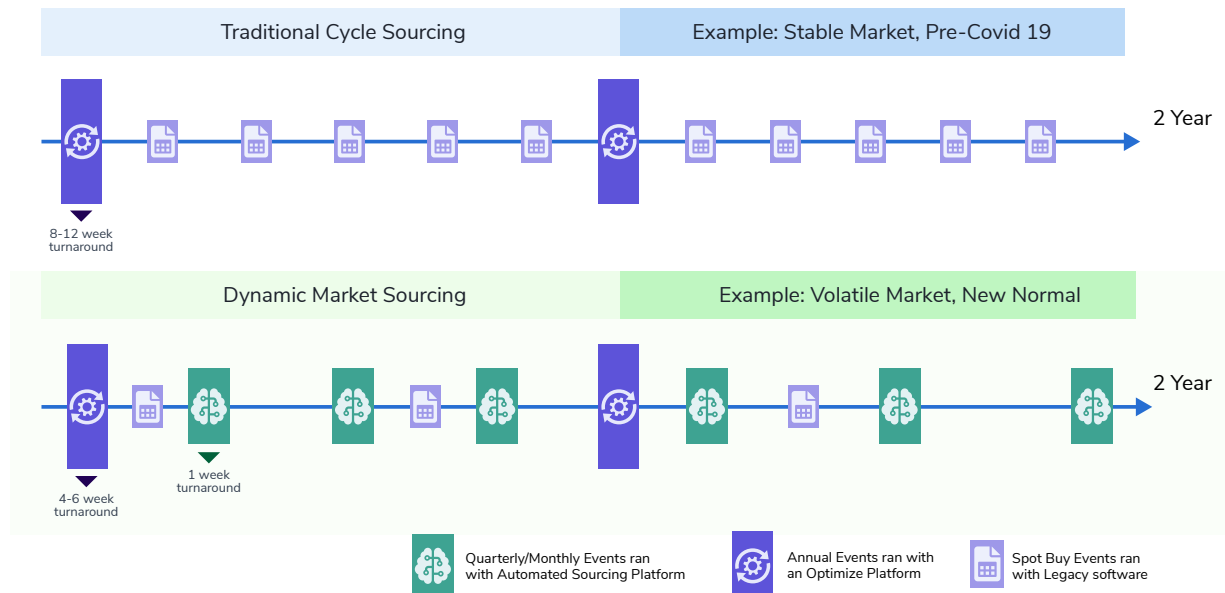 Traditional Cycle Sourcing
Example: Stable Market, Pre-Covid 19
2 Year
8-12 week
turnaround
Dynamic Market Sourcing
Example: Volatile Market, New Normal
2 Year
1 week
turnaround
4-6 week
turnaround
Quarterly/Monthly Events ran
with Automated Sourcing Platform
Annual Events ran with
an Optimize Platform
Spot Buy Events ran
with Legacy software